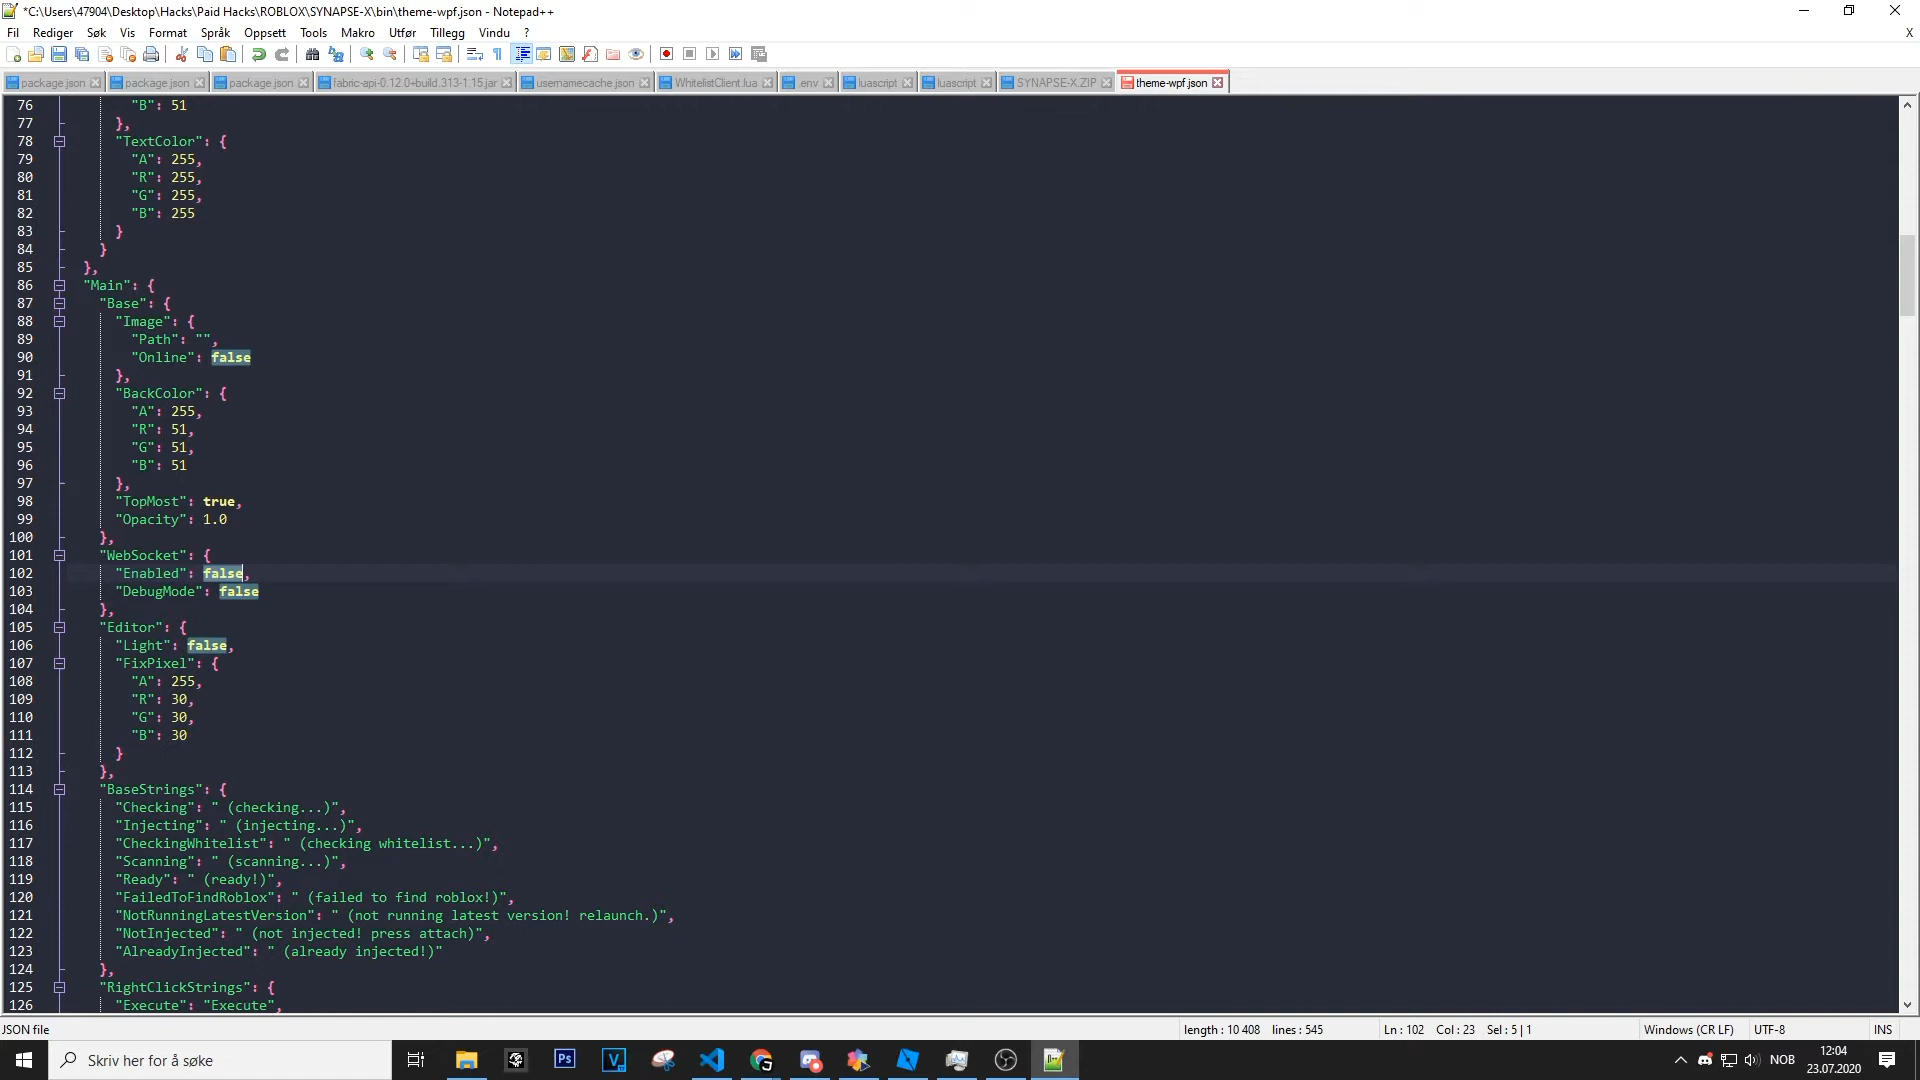 *C:\Users\47904\Desktop\Hacks\Paid Hacks\ROBLOX\SYNAPSE-X\bin\theme-wpf.json - Notepad++
Fil Rediger Søk Vis Format Språk Oppsett Tools Makro Utfør Tillegg Vindu ? X
package.json package.json package.json fabric-api-0.12.0+build.313-1.15.jar usernamecache.json WhitelistClient.lua .env luascript luascript SYNAPSE-X.ZIP theme-wpf.json
76 "B": 51
77 },
78 "TextColor": {
79 "A": 255,
80 "R": 255,
81 "G": 255,
82 "B": 255
83 }
84 }
85 },
86 "Main": {
87 "Base": {
88 "Image": {
89 "Path": "",
90 "Online": false
91 },
92 "BackColor": {
93 "A": 255,
94 "R": 51,
95 "G": 51,
96 "B": 51
97 },
98 "TopMost": true,
99 "Opacity": 1.0
100 },
101 "WebSocket": {
102 "Enabled": false,
103 "DebugMode": false
104 },
105 "Editor": {
106 "Light": false,
107 "FixPixel": {
108 "A": 255,
109 "R": 30,
110 "G": 30,
111 "B": 30
112 }
113 },
114 "BaseStrings": {
115 "Checking": " (checking...)",
116 "Injecting": " (injecting...)",
117 "CheckingWhitelist": " (checking whitelist...)",
118 "Scanning": " (scanning...)",
119 "Ready": " (ready!)",
120 "FailedToFindRoblox": " (failed to find roblox!)",
121 "NotRunningLatestVersion": " (not running latest version! relaunch.)",
122 "NotInjected": " (not injected! press attach)",
123 "AlreadyInjected": " (already injected!)"
124 },
125 "RightClickStrings": {
126 "Execute": "Execute",
JSON file length : 10 408 lines : 545 Ln : 102 Col : 23 Sel : 5 | 1 Windows (CR LF) UTF-8 INS
Skriv her for å søke Ps V NOB 12:04
23.07.2020